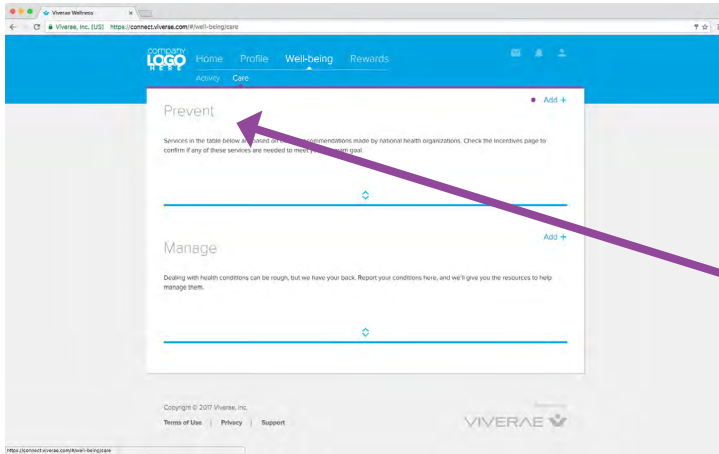 Viverae Wellness
Viverae, Inc. [US] https://connect.viverae.com/#/well-being/care
COMPANY
LOGO
HERE
Home Profile Well-being Rewards
Activity Care
Prevent
Add +
Services in the table below are based on recommendations made by national health organizations. Check the Incentives page to
confirm if any of these services are needed to meet program goal.
Manage
Add +
Dealing with health conditions can be rough, but we have your back. Report your conditions here, and we'll give you the resources to help
manage them.
Copyright © 2017 Viverae, Inc.
Terms of Use | Privacy | Support
VIVERAE
https://connect.viverae.com/#/well-being/care